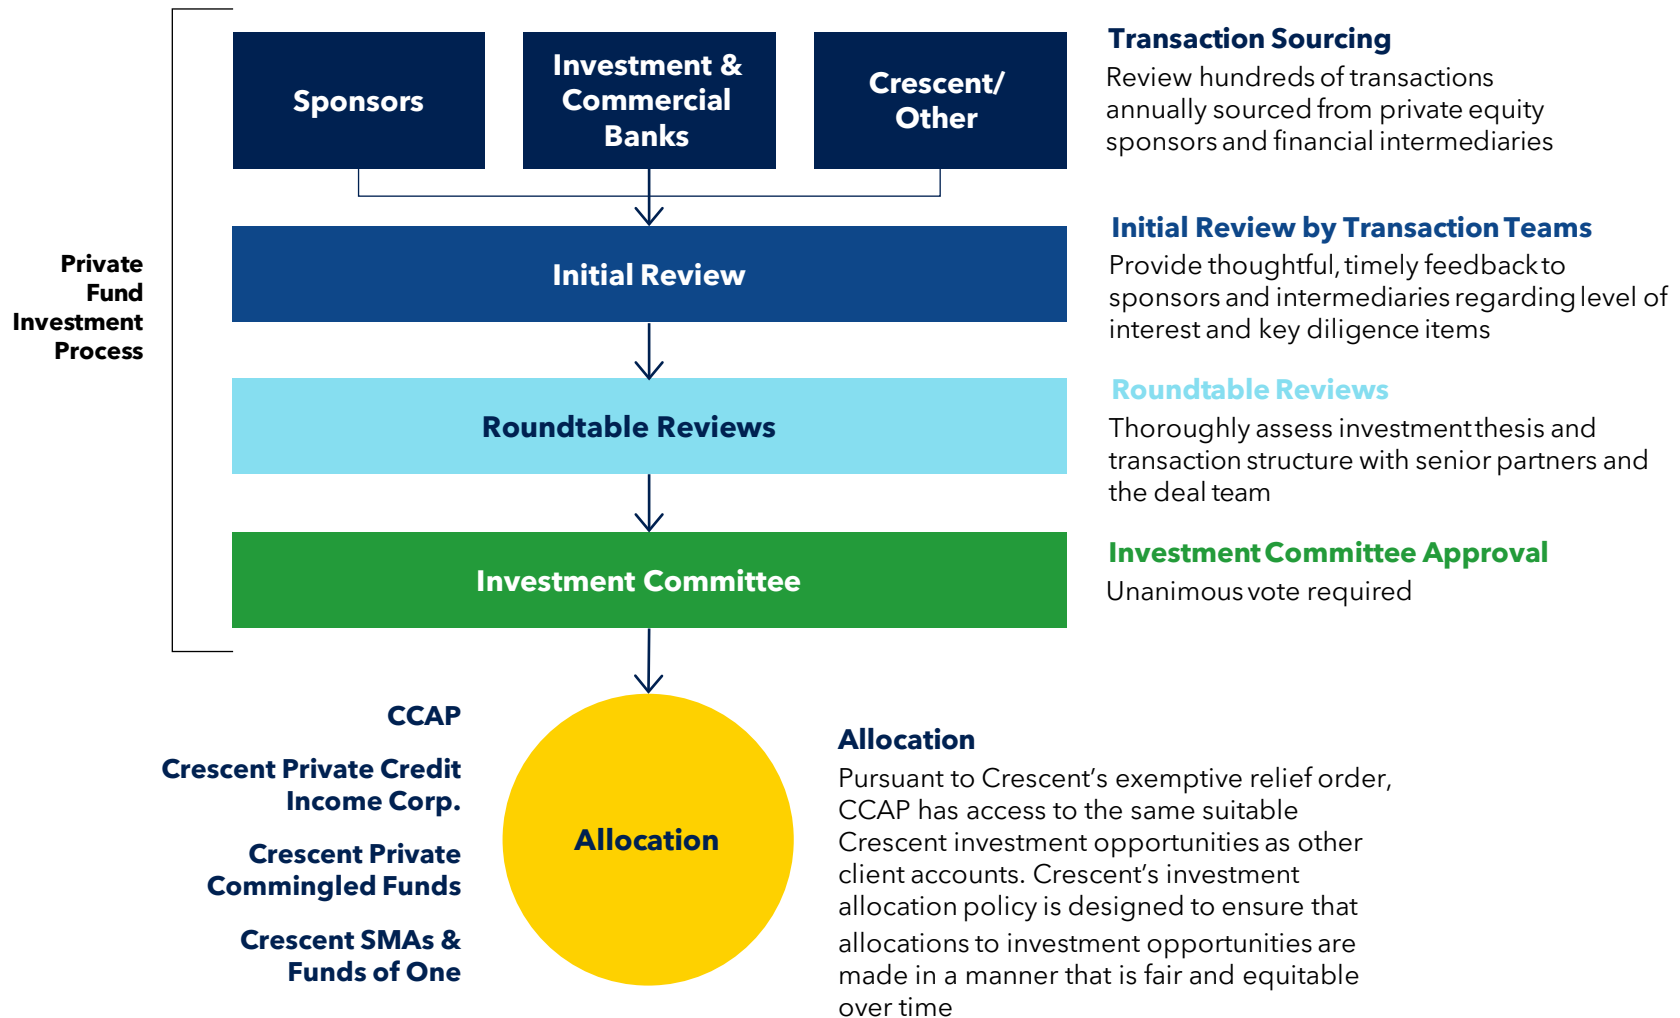 Private
Fund
Investment
Process
Sponsors
Investment &
Commercial
Banks
Crescent/
Other
Transaction Sourcing
Review hundreds of transactions
annually sourced from private equity
sponsors and financial intermediaries
Initial Review
Initial Review by Transaction Teams
Provide thoughtful, timely feedback to
sponsors and intermediaries regarding level of
interest and key diligence items
Roundtable Reviews
Roundtable Reviews
Thoroughly assess investment thesis and
transaction structure with senior partners and
the deal team
Investment Committee
Investment Committee Approval
Unanimous vote required
CCAP
Crescent Private Credit
Income Corp.
Crescent Private
Commingled Funds
Crescent SMAs &
Funds of One
Allocation
Allocation
Pursuant to Crescent’s exemptive relief order,
CCAP has access to the same suitable
Crescent investment opportunities as other
client accounts. Crescent’s investment
allocation policy is designed to ensure that
allocations to investment opportunities are
made in a manner that is fair and equitable
over time